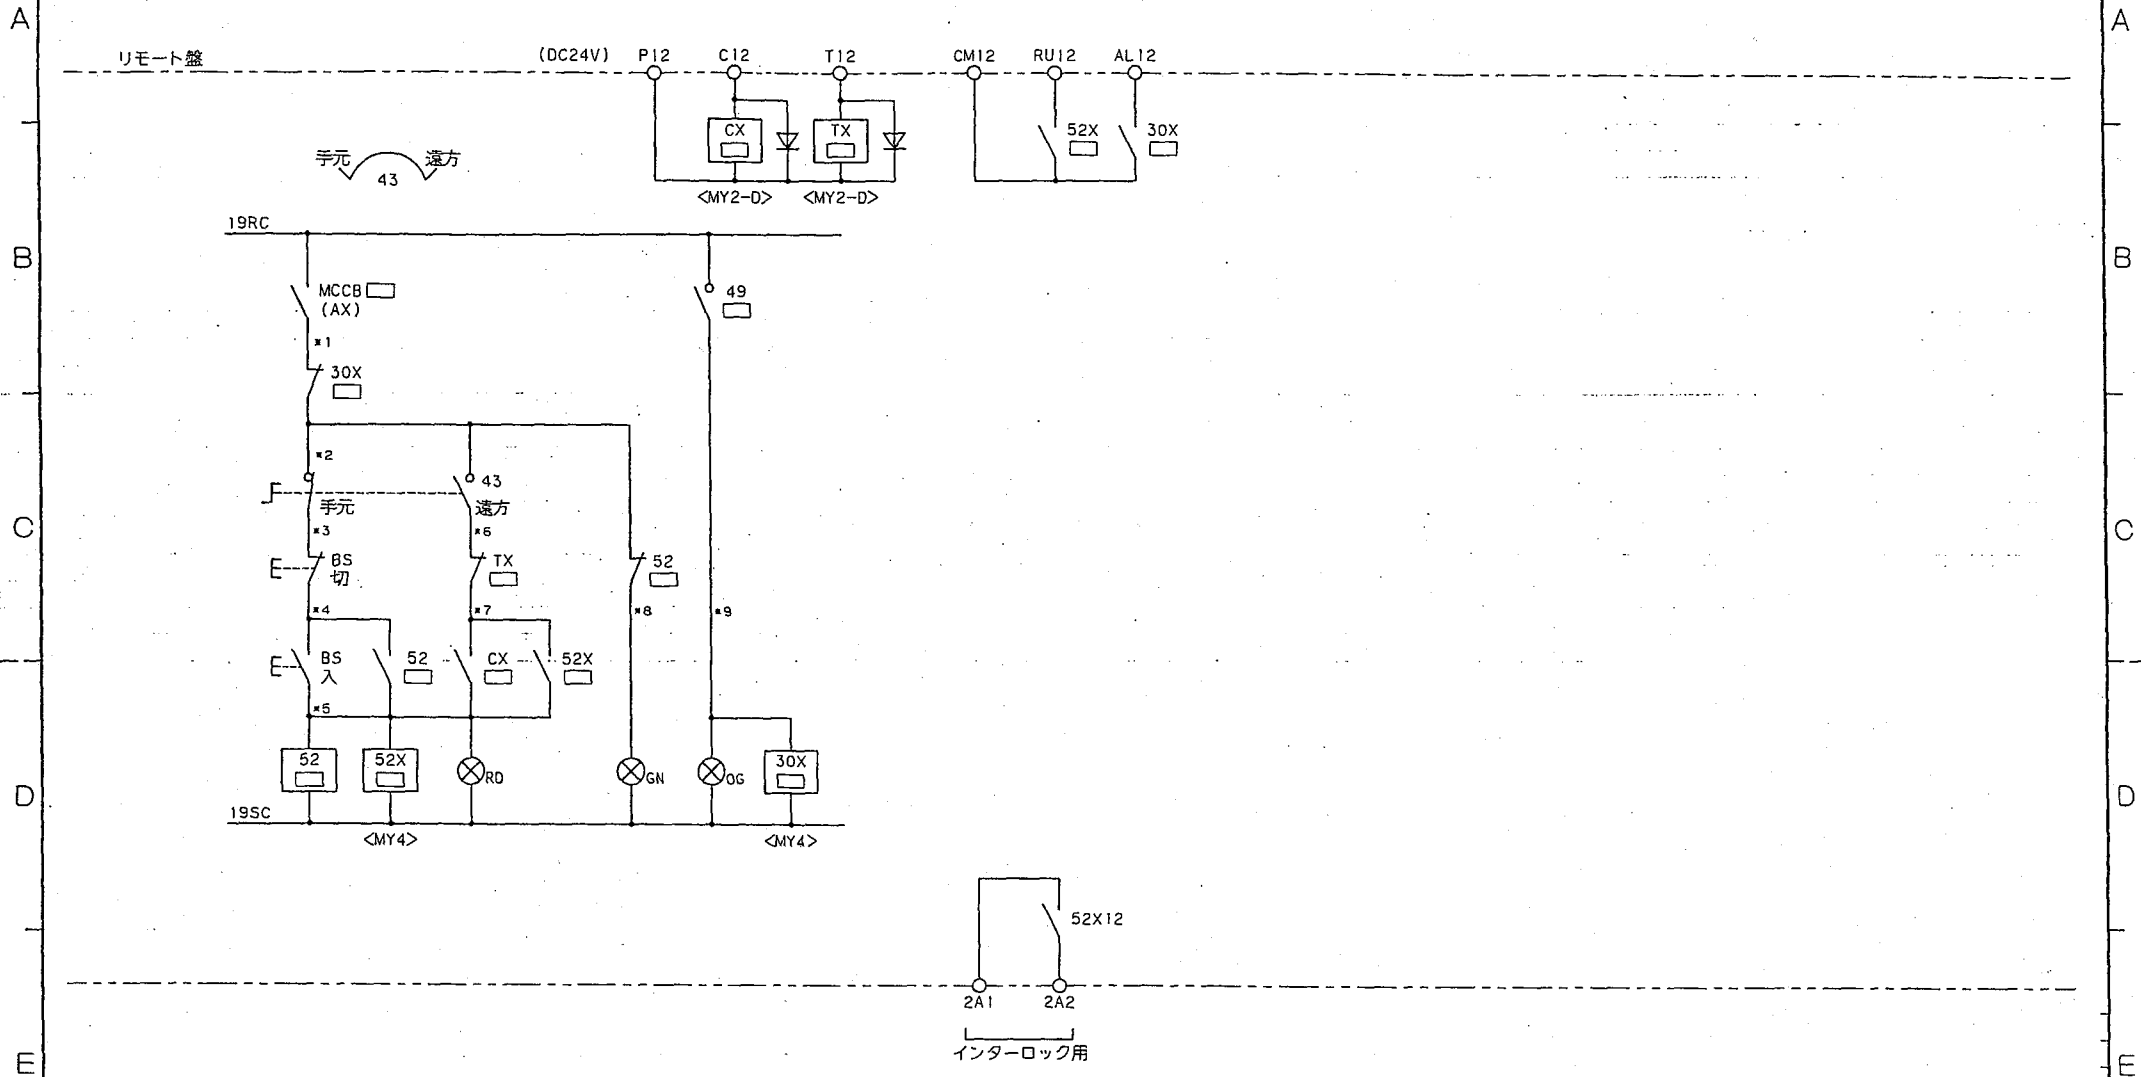 A A
リモート盤 (DC24V) P12 C12 T12 CM12 RU12 AL12
CX TX 52X 30X
手元 遠方
43
<MY2-D> <MY2-D>
19RC
B B
MCCB 49
(AX)
*1
30X
*2
43
手元 遠方
C *3 *6 C
BS TX 52
切
*4 *7 *8 *9
BS 52 CX 52X
入
*5
52 52X RD GN OG 30X
D D
19SC
<MY4> <MY4>
52X12
2A1 2A2
インターロック用
E E